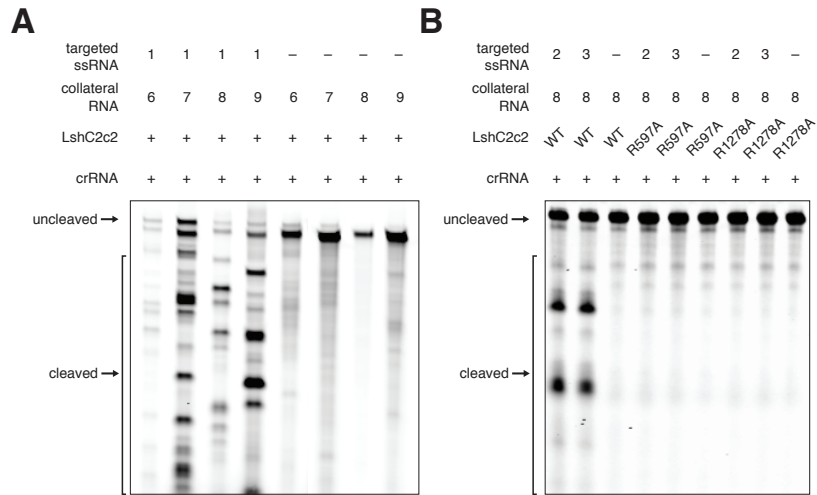 A
targeted ssRNA 1 1 1 1 – – – –
collateral RNA 6 7 8 9 6 7 8 9
LshC2c2 + + + + + + + +
crRNA + + + + + + + +
uncleaved
cleaved
B
targeted ssRNA 2 3 – 2 3 – 2 3 –
collateral RNA 8 8 8 8 8 8 8 8 8
LshC2c2 WT WT WT R597A R597A R597A R1278A R1278A R1278A
crRNA + + + + + + + + +
uncleaved
cleaved